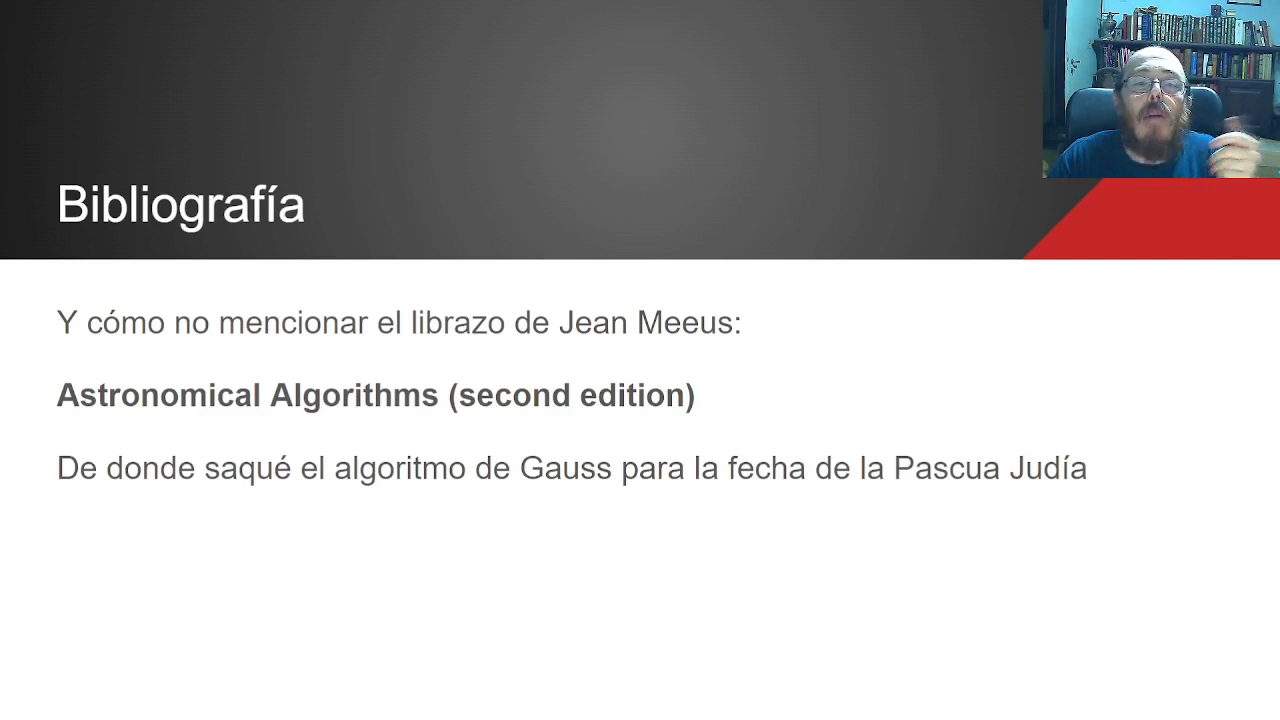 Bibliografía
Y cómo no mencionar el librazo de Jean Meeus:
Astronomical Algorithms (second edition)
De donde saqué el algoritmo de Gauss para la fecha de la Pascua Judía